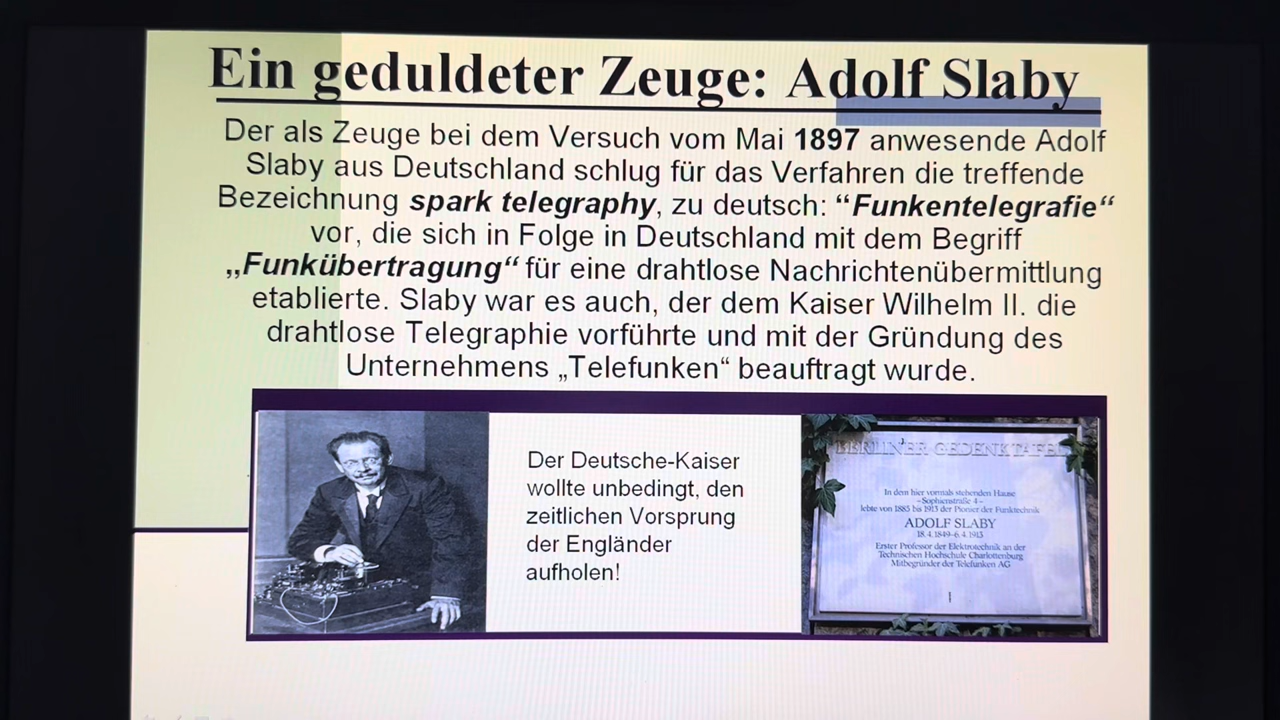 Ein geduldeter Zeuge: Adolf Slaby
Der als Zeuge bei dem Versuch vom Mai 1897 anwesende Adolf
Slaby aus Deutschland schlug für das Verfahren die treffende
Bezeichnung spark telegraphy, zu deutsch: “Funkentelegrafie“
vor, die sich in Folge in Deutschland mit dem Begriff
„Funkübertragung“ für eine drahtlose Nachrichtenübermittlung
etablierte. Slaby war es auch, der dem Kaiser Wilhelm II. die
drahtlose Telegraphie vorführte und mit der Gründung des
Unternehmens „Telefunken“ beauftragt wurde.
Der Deutsche-Kaiser
wollte unbedingt, den
zeitlichen Vorsprung
der Engländer
aufholen!
BERLINER GEDENKTAFEL
In dem hier vormals stehenden Hause
–Sophienstraße 4–
lebte von 1885 bis 1913 der Pionier der Funktechnik
ADOLF SLABY
18.4.1849–6.4.1913
Erster Professor der Elektrotechnik an der
Technischen Hochschule Charlottenburg
Mitbegründer der Telefunken AG